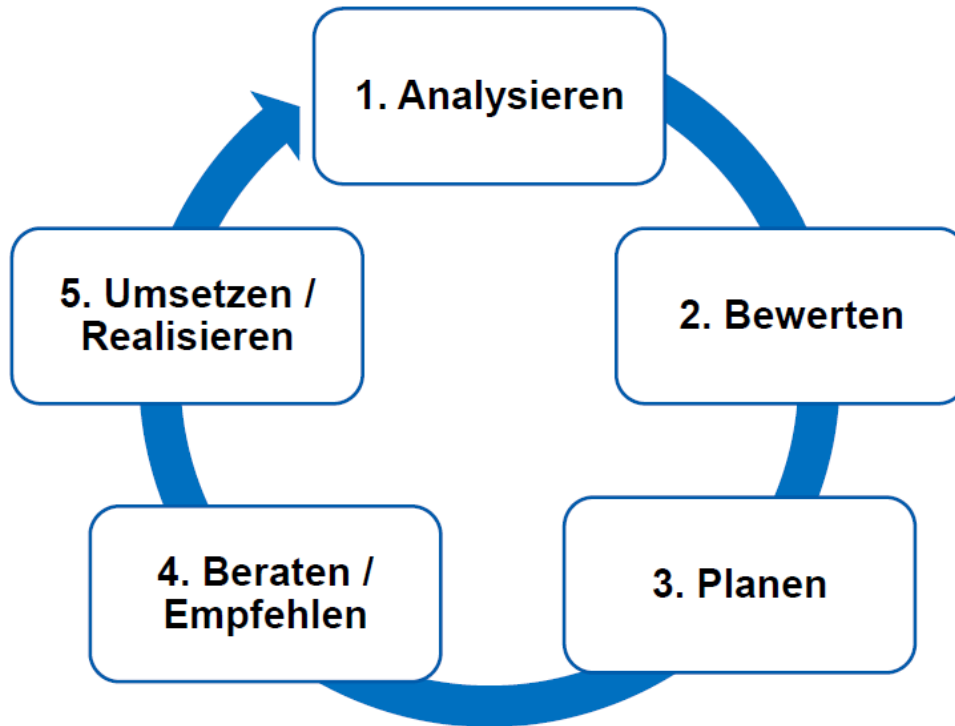 1. Analysieren
2. Bewerten
3. Planen
4. Beraten /
Empfehlen
5. Umsetzen /
Realisieren